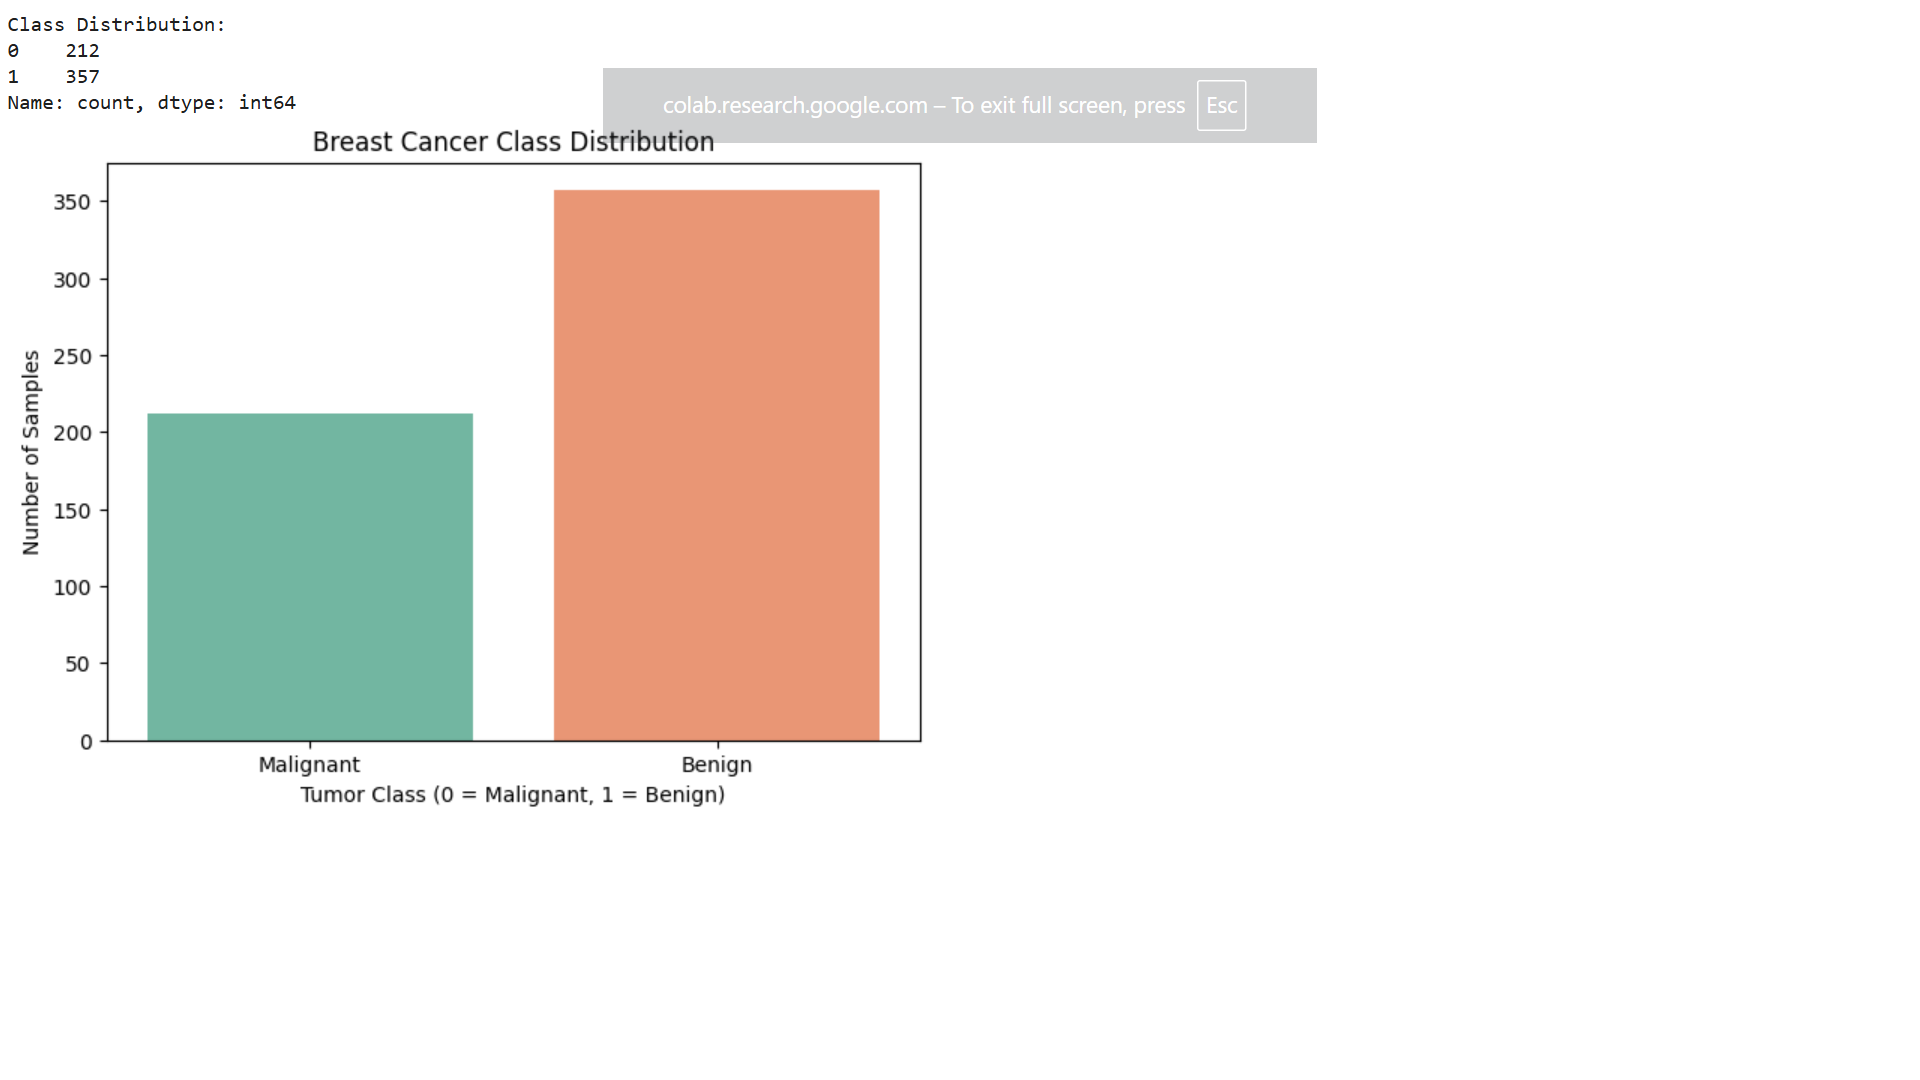 Class Distribution:
0    212
1    357
Name: count, dtype: int64
colab.research.google.com – To exit full screen, press Esc
Breast Cancer Class Distribution
350
300
250
200
150
100
50
0
Number of Samples
Malignant
Benign
Tumor Class (0 = Malignant, 1 = Benign)